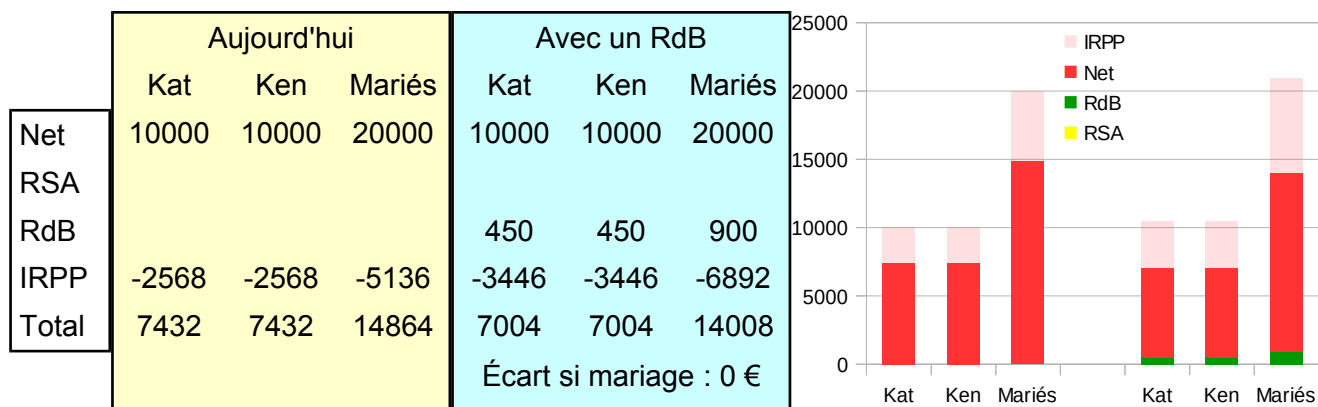 Aujourd'hui Avec un RdB
Kat Ken Mariés Kat Ken Mariés
Net 10000 10000 20000 10000 10000 20000
RSA
RdB 450 450 900
IRPP -2568 -2568 -5136 -3446 -3446 -6892
Total 7432 7432 14864 7004 7004 14008
Écart si mariage : 0 €
25000
20000
15000
10000
5000
0
IRPP
Net
RdB
RSA
Kat Ken Mariés Kat Ken Mariés